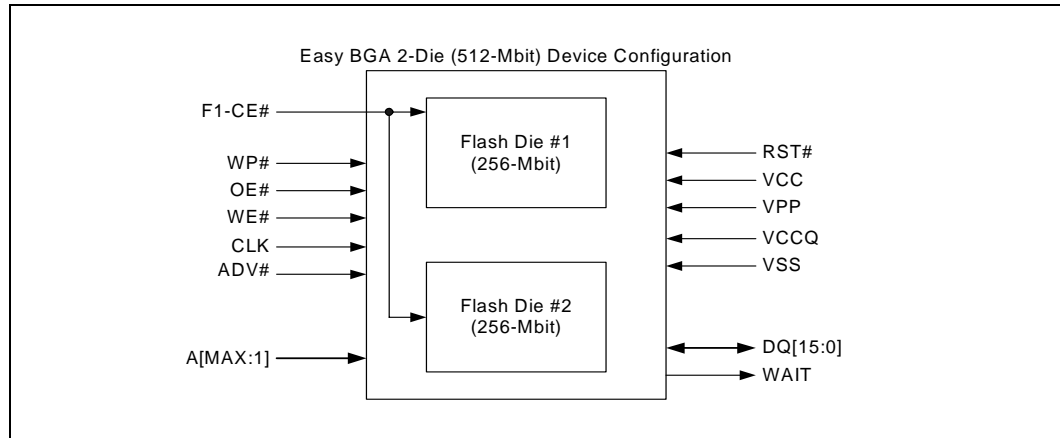 Easy BGA 2-Die (512-Mbit) Device Configuration
F1-CE#
WP#
OE#
WE#
CLK
ADV#
A[MAX:1]
Flash Die #1
(256-Mbit)
Flash Die #2
(256-Mbit)
RST#
VCC
VPP
VCCQ
VSS
DQ[15:0]
WAIT